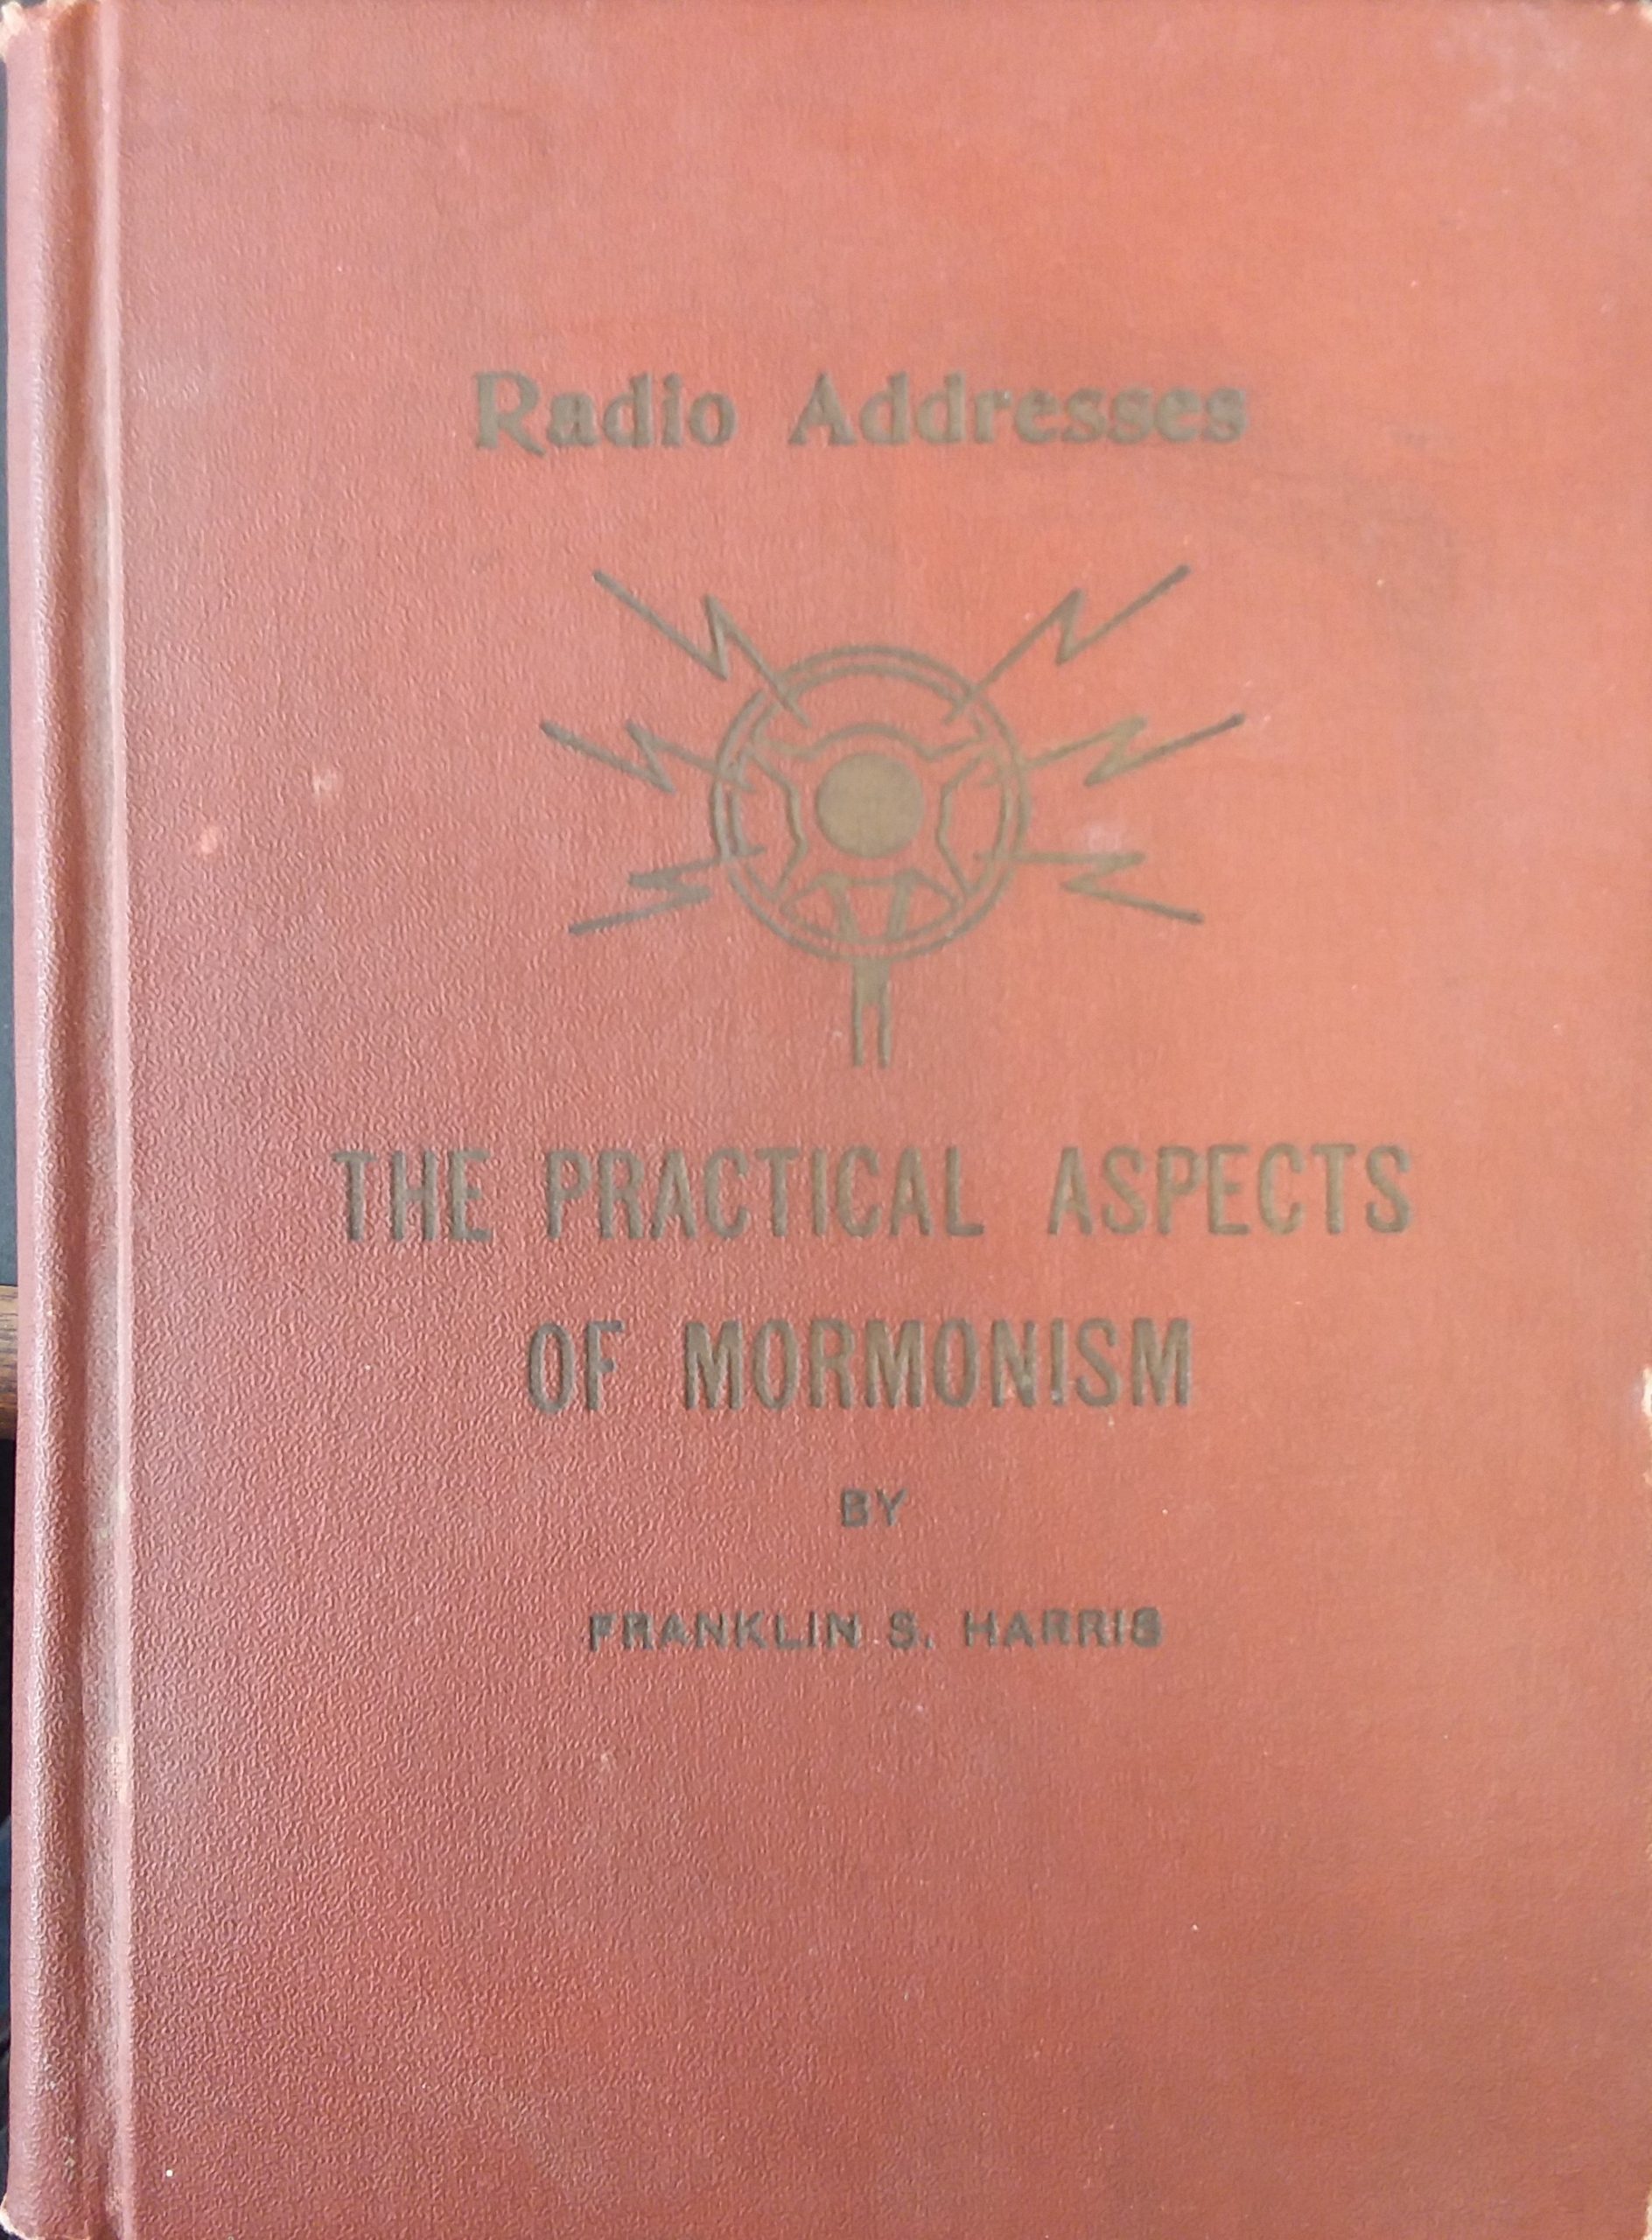 Radio Addresses
THE PRACTICAL ASPECTS
OF MORMONISM
BY
FRANKLIN S. HARRIS